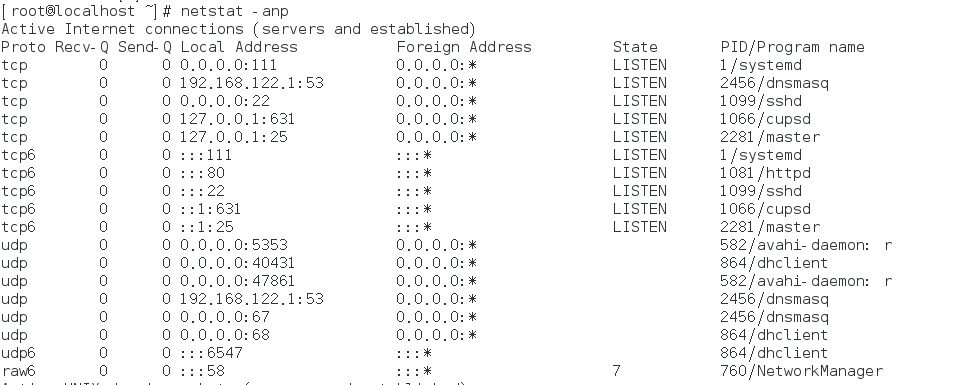 [root@localhost ~]# netstat -anp
Active Internet connections (servers and established)
Proto Recv-Q Send-Q Local Address Foreign Address State PID/Program name
tcp 0 0 0.0.0.0:111 0.0.0.0:* LISTEN 1/systemd
tcp 0 0 192.168.122.1:53 0.0.0.0:* LISTEN 2456/dnsmasq
tcp 0 0 0.0.0.0:22 0.0.0.0:* LISTEN 1099/sshd
tcp 0 0 127.0.0.1:631 0.0.0.0:* LISTEN 1066/cupsd
tcp 0 0 127.0.0.1:25 0.0.0.0:* LISTEN 2281/master
tcp6 0 0 :::111 :::* LISTEN 1/systemd
tcp6 0 0 :::80 :::* LISTEN 1081/httpd
tcp6 0 0 :::22 :::* LISTEN 1099/sshd
tcp6 0 0 ::1:631 :::* LISTEN 1066/cupsd
tcp6 0 0 ::1:25 :::* LISTEN 2281/master
udp 0 0 0.0.0.0:5353 0.0.0.0:* 582/avahi-daemon: r
udp 0 0 0.0.0.0:40431 0.0.0.0:* 864/dhclient
udp 0 0 0.0.0.0:47861 0.0.0.0:* 582/avahi-daemon: r
udp 0 0 192.168.122.1:53 0.0.0.0:* 2456/dnsmasq
udp 0 0 0.0.0.0:67 0.0.0.0:* 2456/dnsmasq
udp 0 0 0.0.0.0:68 0.0.0.0:* 864/dhclient
udp6 0 0 :::6547 :::* 864/dhclient
raw6 0 0 :::58 :::* 7 760/NetworkManager